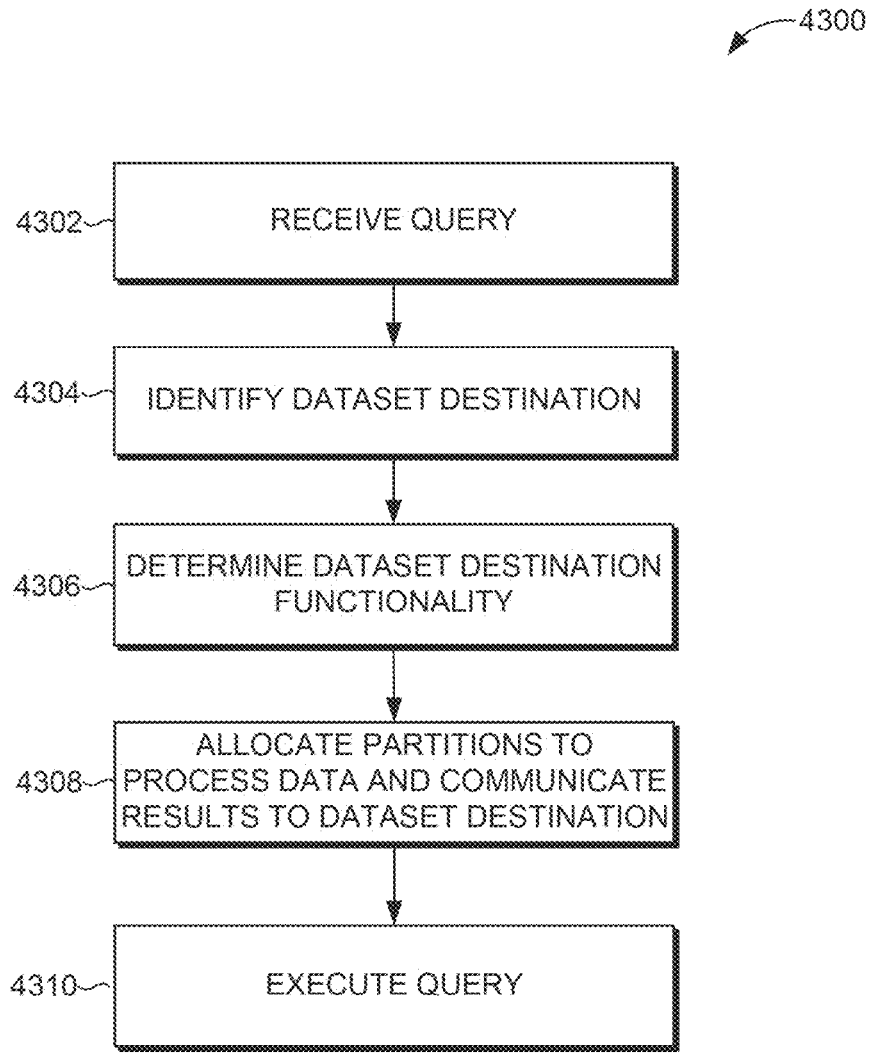 4300
4302
RECEIVE QUERY
4304
IDENTIFY DATASET DESTINATION
4306
DETERMINE DATASET DESTINATION
FUNCTIONALITY
4308
ALLOCATE PARTITIONS TO
PROCESS DATA AND COMMUNICATE
RESULTS TO DATASET DESTINATION
4310
EXECUTE QUERY